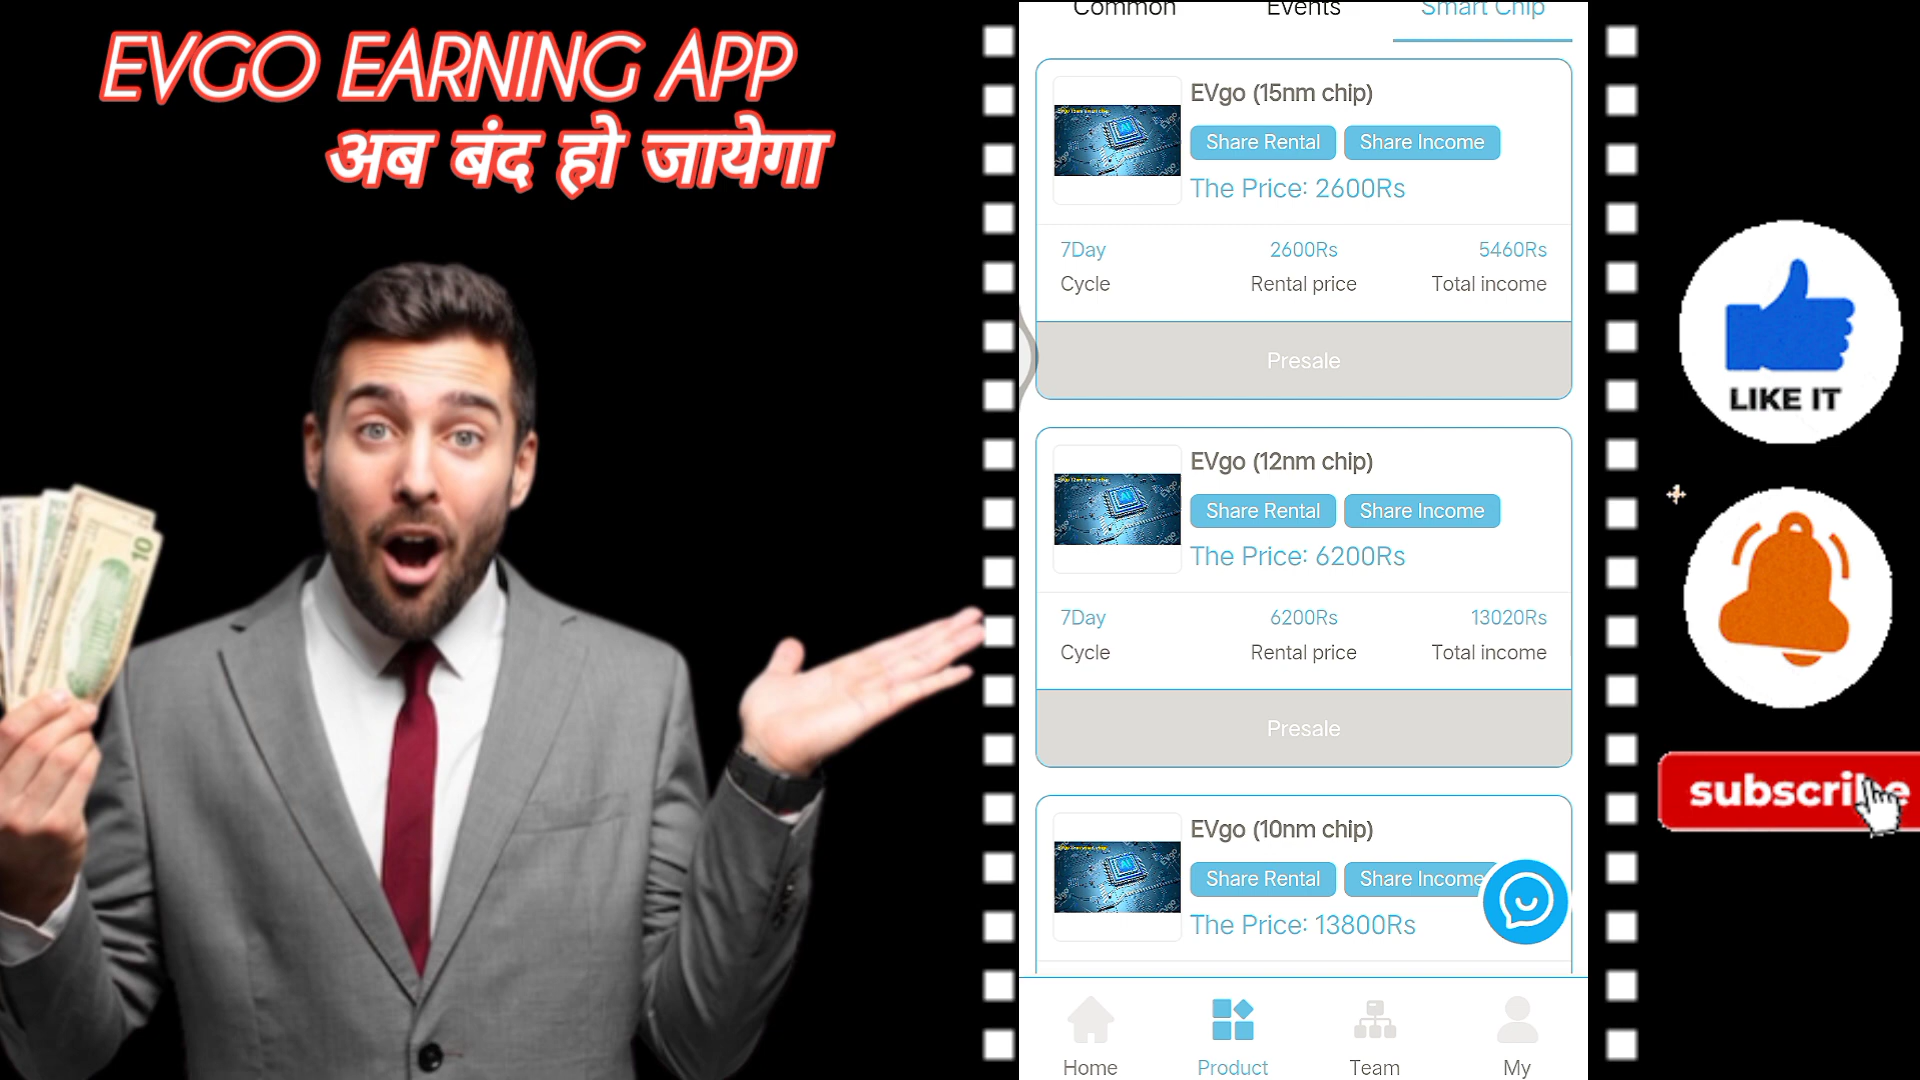 EVGO EARNING APP
अब बंद हो जायेगा
Common Events Smart Chip
EVgo (15nm chip)
Share Rental Share Income
The Price: 2600Rs
7Day 2600Rs 5460Rs
Cycle Rental price Total income
Presale
EVgo (12nm chip)
Share Rental Share Income
The Price: 6200Rs
7Day 6200Rs 13020Rs
Cycle Rental price Total income
Presale
EVgo (10nm chip)
Share Rental Share Income
The Price: 13800Rs
Home Product Team My
LIKE IT
subscribe
10